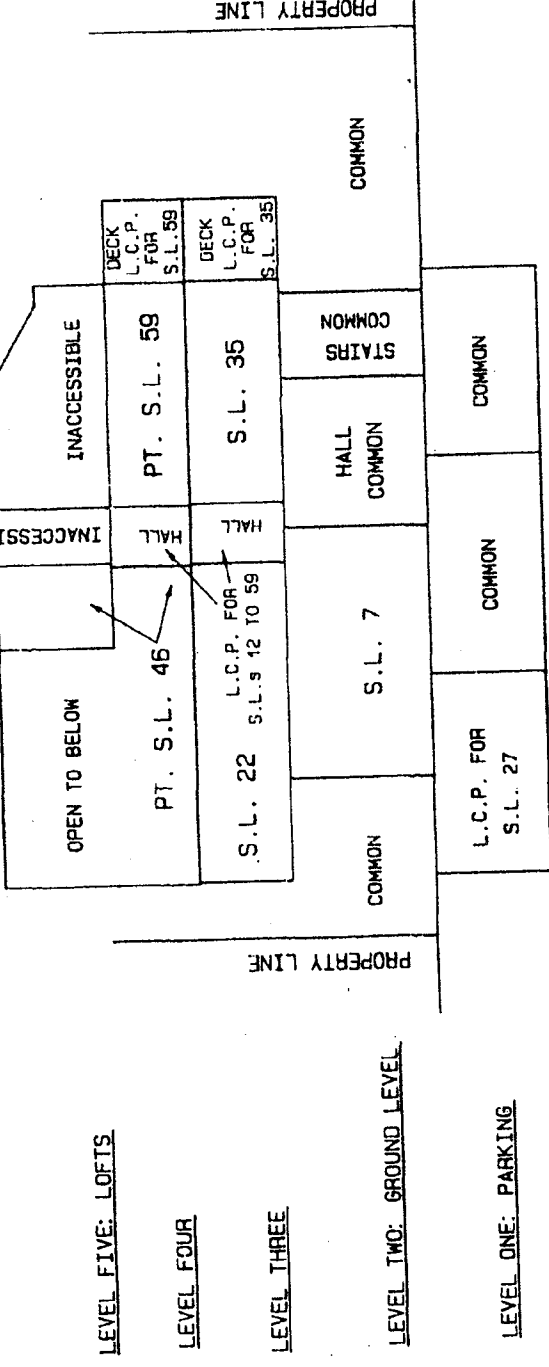 PROPERTY LINE
OPEN TO BELOW
INACCESSIBLE
LEVEL FIVE: LOFTS
PT. S.L. 46
HALL
PT. S.L. 59
DECK
L.C.P.
FOR
S.L. 59
LEVEL FOUR
S.L. 22
L.C.P. FOR
S.L.s 12 TO 59
HALL
S.L. 35
DECK
L.C.P.
FOR
S.L. 35
LEVEL THREE
PROPERTY LINE
COMMON
S.L. 7
HALL
COMMON
STAIRS
COMMON
COMMON
LEVEL TWO: GROUND LEVEL
L.C.P. FOR
S.L. 27
COMMON
COMMON
LEVEL ONE: PARKING